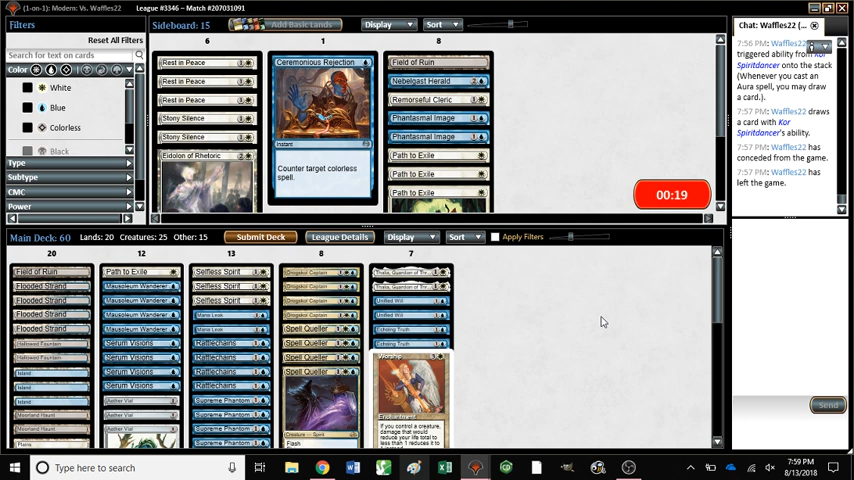 (1-on-1): Modern: Vs. Waffles22 League #3346 - Match #207031091
Filters
Reset All Filters
Search for text on cards
Color
White
Blue
Colorless
Black
Type
Subtype
CMC
Power
Sideboard: 15
Add Basic Lands
Display
Sort
6
1
8
Rest in Peace
Rest in Peace
Rest in Peace
Stony Silence
Stony Silence
Eidolon of Rhetoric
Ceremonious Rejection
Instant
Counter target colorless
spell.
Field of Ruin
Nebelgast Herald
Remorseful Cleric
Phantasmal Image
Phantasmal Image
Path to Exile
Path to Exile
Path to Exile
00:19
Main Deck: 60 Lands: 20 Creatures: 25 Other: 15
Submit Deck
League Details
Display
Sort
Apply Filters
20
12
13
8
7
Field of Ruin
Flooded Strand
Flooded Strand
Flooded Strand
Flooded Strand
Hallowed Fountain
Hallowed Fountain
Island
Island
Moorland Haunt
Moorland Haunt
Plains
Path to Exile
Mausoleum Wanderer
Mausoleum Wanderer
Mausoleum Wanderer
Mausoleum Wanderer
Serum Visions
Serum Visions
Serum Visions
Serum Visions
Aether Vial
Aether Vial
Aether Vial
Selfless Spirit
Selfless Spirit
Selfless Spirit
Mana Leak
Mana Leak
Rattlechains
Rattlechains
Rattlechains
Rattlechains
Supreme Phantom
Supreme Phantom
Supreme Phantom
Supreme Phantom
Drogskol Captain
Drogskol Captain
Drogskol Captain
Drogskol Captain
Spell Queller
Spell Queller
Spell Queller
Spell Queller
Creature — Spirit
Flash
Thalia, Guardian of Thr...
Thalia, Guardian of Thr...
Unified Will
Unified Will
Echoing Truth
Echoing Truth
Worship
Enchantment
If you control a creature,
damage that would
reduce your life total to
less than 1 reduces it to
Chat: Waffles22 (...
7:56 PM: Waffles22
triggered ability from Kor
Spiritdancer onto the stack
(Whenever you cast an
Aura spell, you may draw
a card.).
7:57 PM: Waffles22 draws
a card with Kor
Spiritdancer's ability.
7:57 PM: Waffles22 has
conceded from the game.
7:57 PM: Waffles22 has
left the game.
Send
Type here to search
7:59 PM
8/13/2018